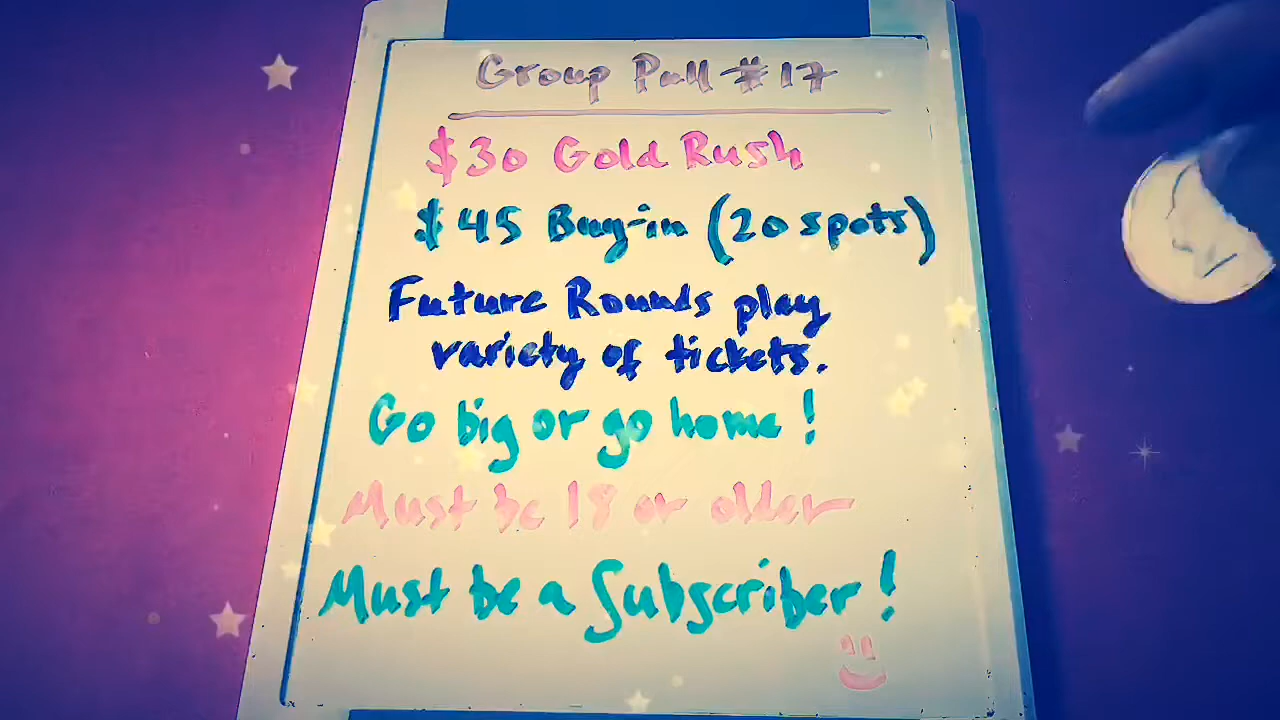 Group Pull #17
$30 Gold Rush
$45 Buy-in (20 spots)
Future Rounds play
variety of tickets.
Go big or go home!
Must be 18 or older
Must be a Subscriber!